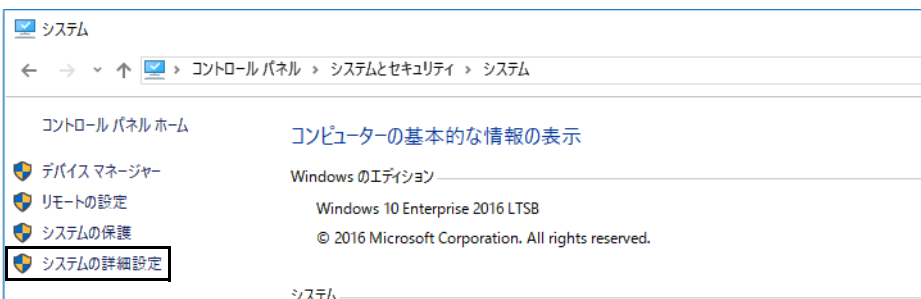 システム
コントロール パネル › システムとセキュリティ › システム
コントロール パネル ホーム
デバイス マネージャー
リモートの設定
システムの保護
システムの詳細設定
コンピューターの基本的な情報の表示
Windows のエディション
Windows 10 Enterprise 2016 LTSB
© 2016 Microsoft Corporation. All rights reserved.
システム